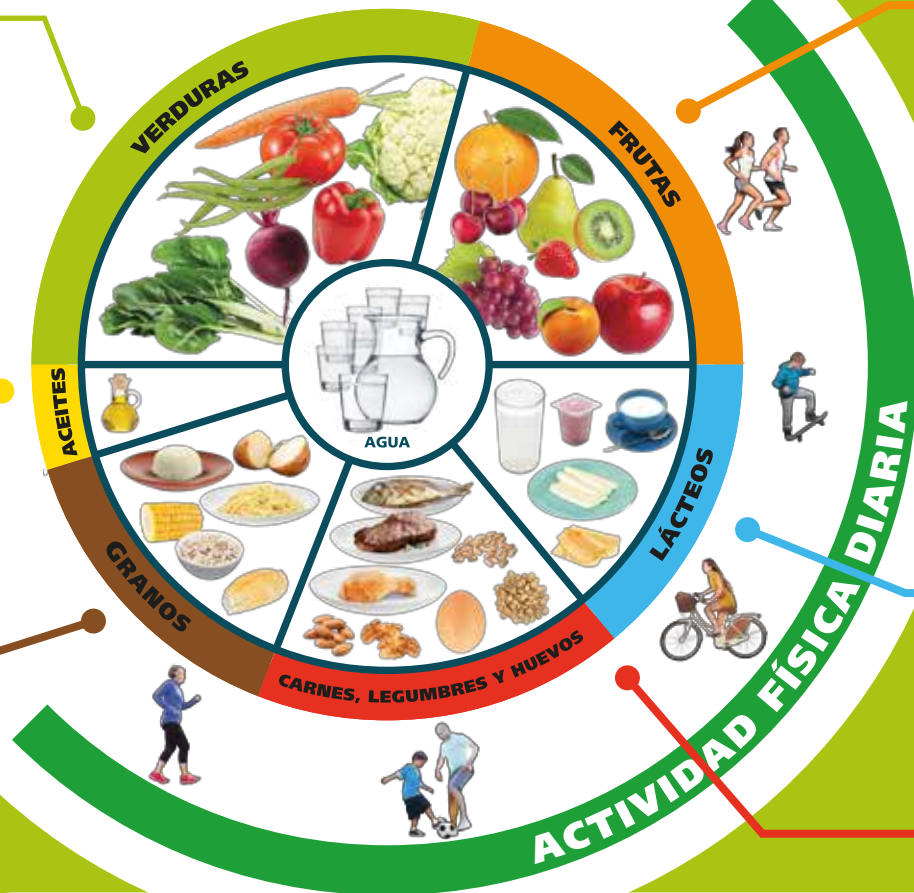 VERDURAS
FRUTAS
ACEITES
AGUA
LÁCTEOS
GRANOS
CARNES, LEGUMBRES Y HUEVOS
ACTIVIDAD FÍSICA DIARIA